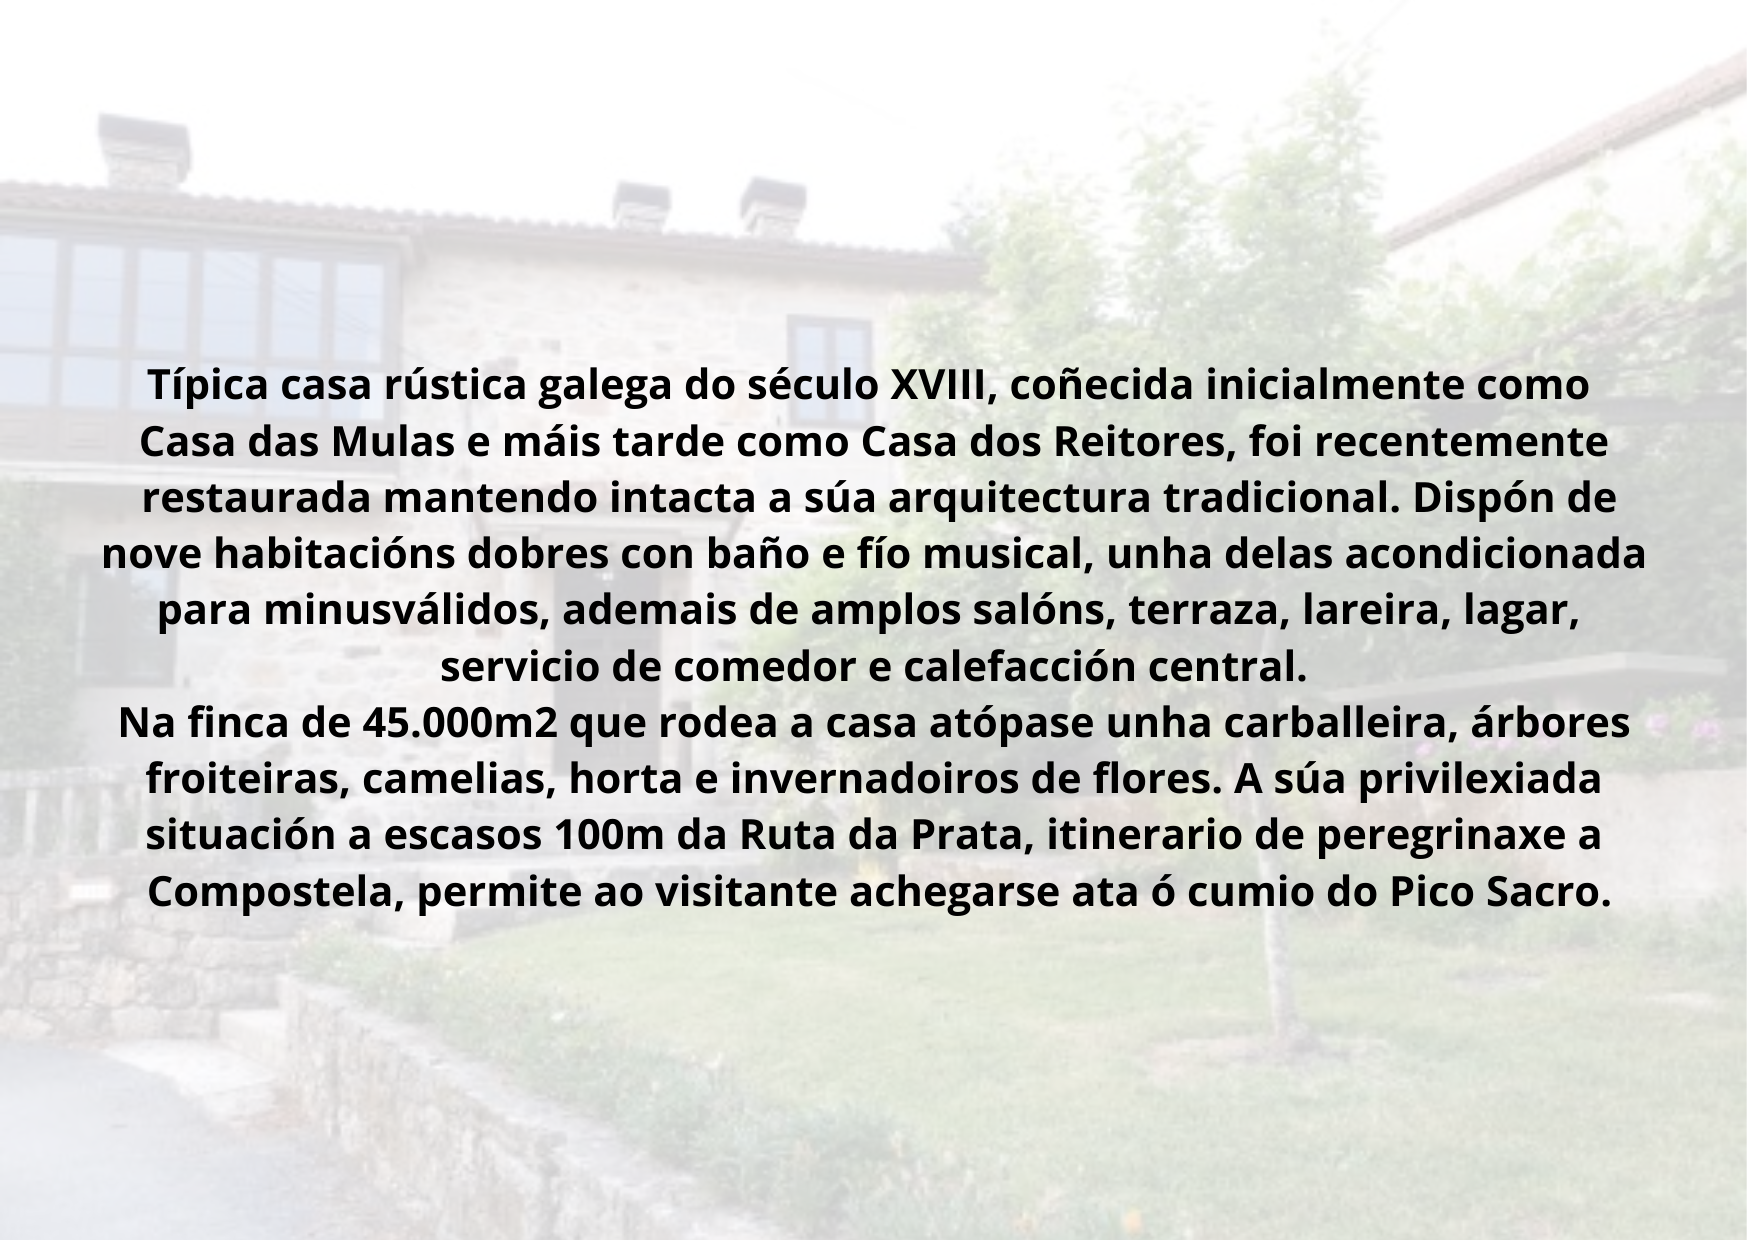 Típica casa rústica galega do século XVIII, coñecida inicialmente como
Casa das Mulas e máis tarde como Casa dos Reitores, foi recentemente
restaurada mantendo intacta a súa arquitectura tradicional. Dispón de
nove habitacións dobres con baño e fío musical, unha delas acondicionada
para minusválidos, ademais de amplos salóns, terraza, lareira, lagar,
servicio de comedor e calefacción central.
Na finca de 45.000m2 que rodea a casa atópase unha carballeira, árbores
froiteiras, camelias, horta e invernadoiros de flores. A súa privilexiada
situación a escasos 100m da Ruta da Prata, itinerario de peregrinaxe a
Compostela, permite ao visitante achegarse ata ó cumio do Pico Sacro.